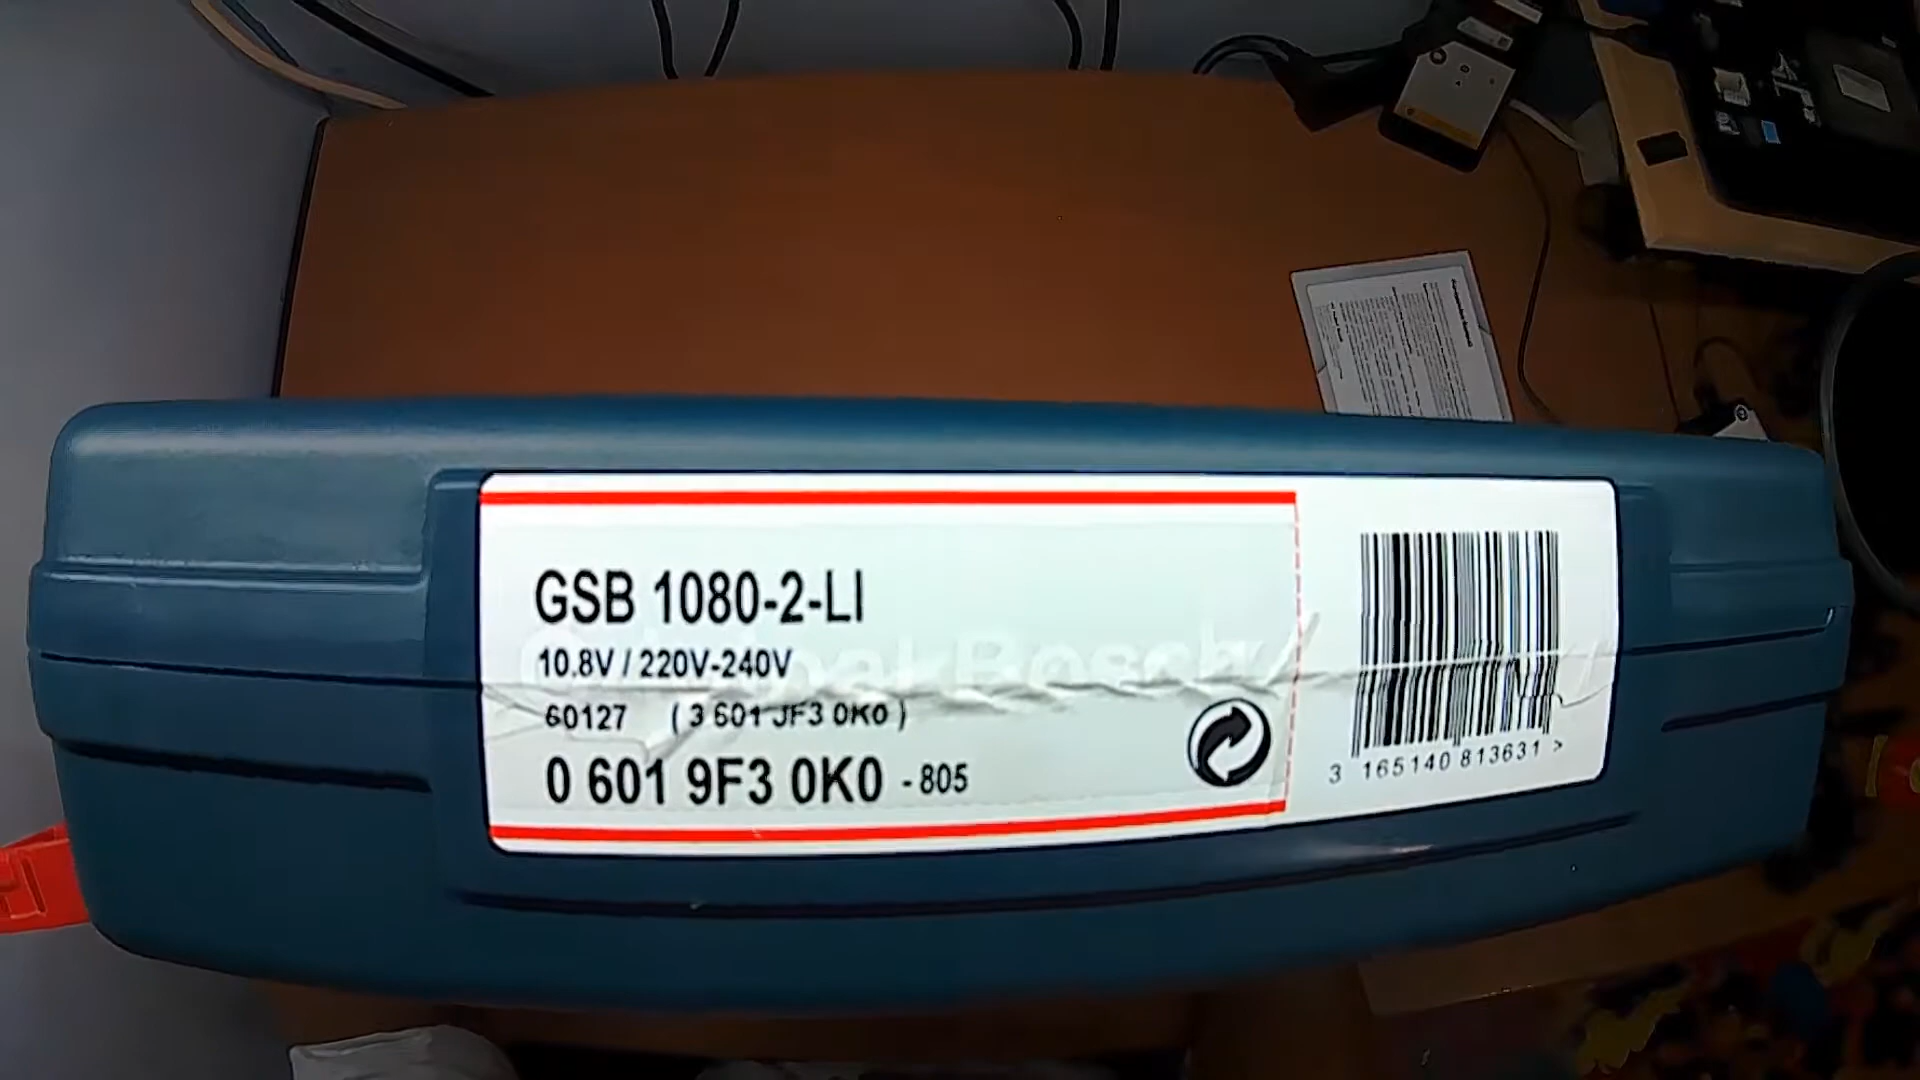 GSB 1080-2-LI
10.8V / 220V-240V
60127 ( 3 601 JF3 0K0 )
0 601 9F3 0K0 - 805
3 165140 813631 >